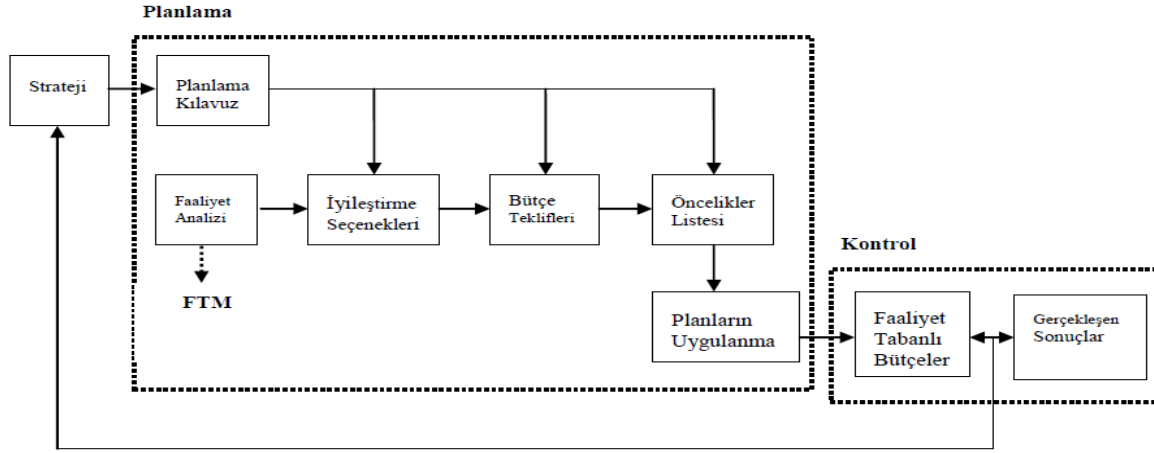 Planlama
Strateji
Planlama
Kılavuz
Faaliyet
Analizi
İyileştirme
Seçenekleri
Bütçe
Teklifleri
Öncelikler
Listesi
FTM
Planların
Uygulanma
Kontrol
Faaliyet
Tabanlı
Bütçeler
Gerçekleşen
Sonuçlar